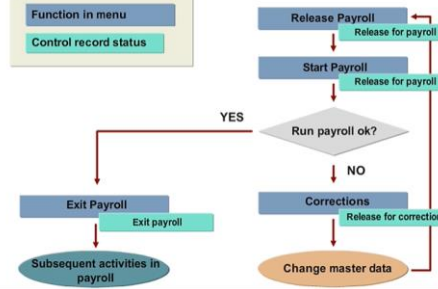 Function in menu
Control record status
Release Payroll
Release for payroll
Start Payroll
Release for payroll
YES
Run payroll ok?
NO
Exit Payroll
Exit payroll
Corrections
Release for correction
Subsequent activities in
payroll
Change master data